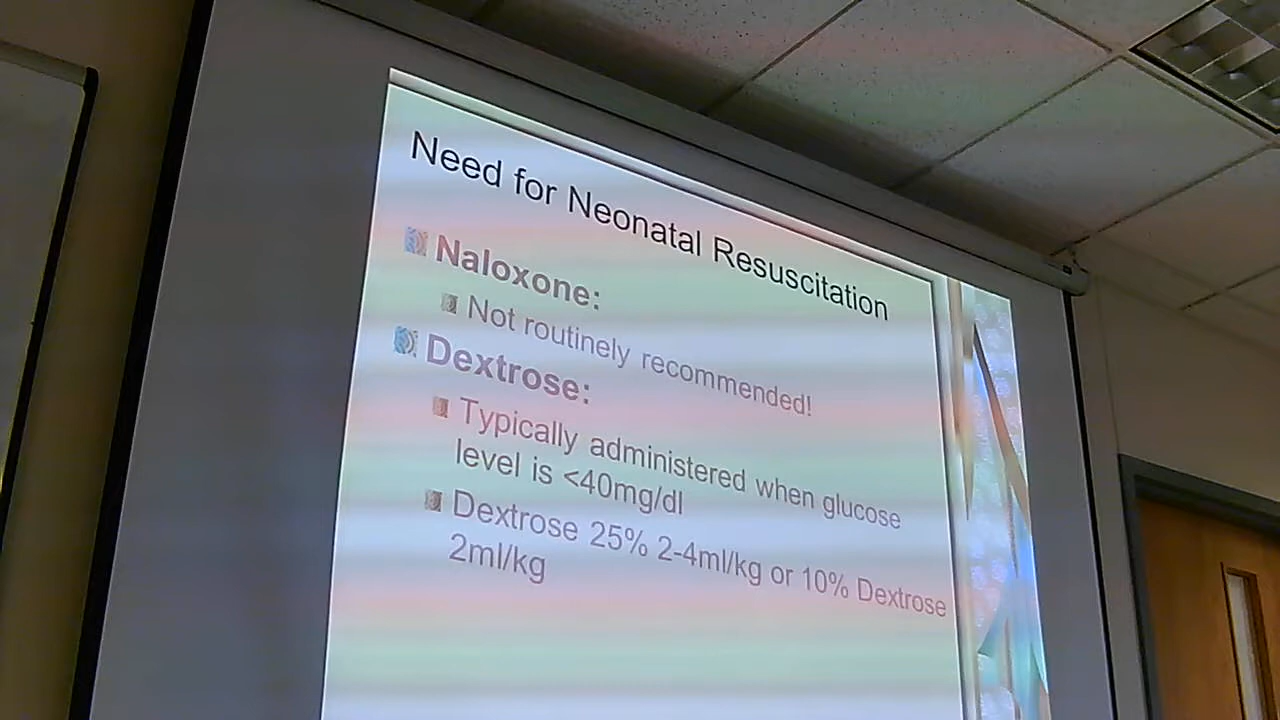 Need for Neonatal Resuscitation
Naloxone:
Not routinely recommended!
Dextrose:
Typically administered when glucose
level is <40mg/dl
Dextrose 25% 2-4ml/kg or 10% Dextrose
2ml/kg